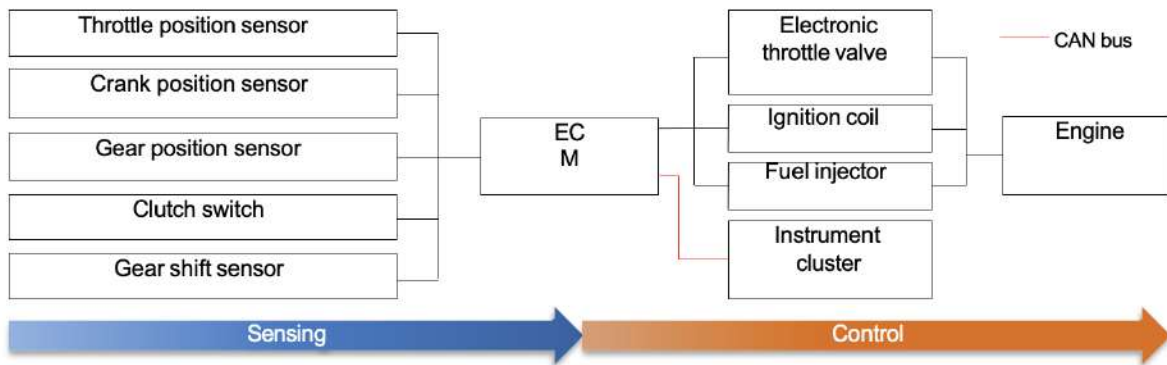 Throttle position sensor
Crank position sensor
Gear position sensor
Clutch switch
Gear shift sensor
EC
M
Electronic
throttle valve
Ignition coil
Fuel injector
Instrument
cluster
Engine
CAN bus
Sensing
Control